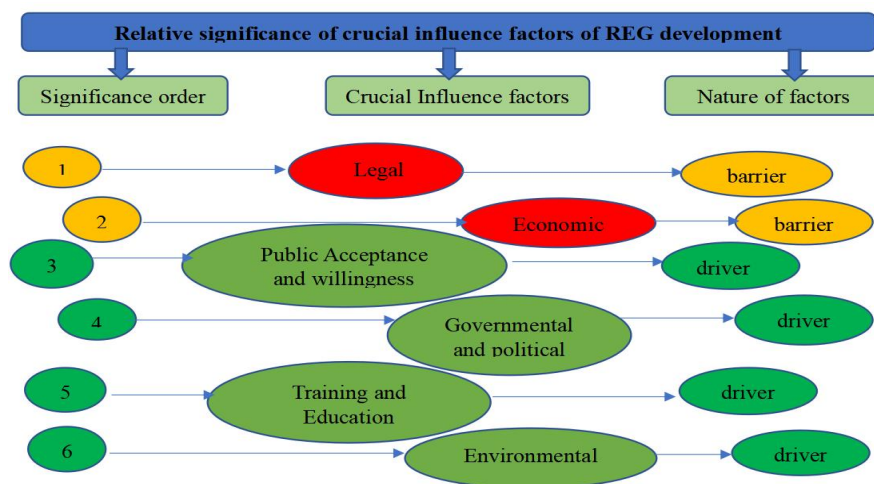 Relative significance of crucial influence factors of REG development
Significance order
Crucial Influence factors
Nature of factors
1
Legal
barrier
2
Economic
barrier
3
Public Acceptance
and willingness
driver
4
Governmental
and political
driver
5
Training and
Education
driver
6
Environmental
driver